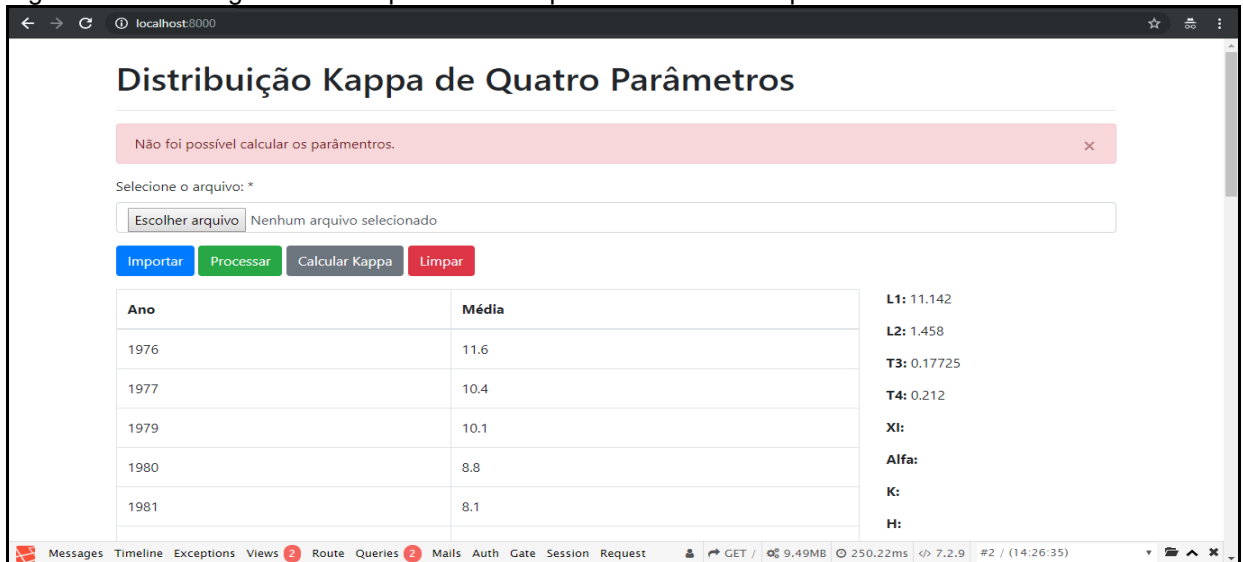 localhost:8000
Distribuição Kappa de Quatro Parâmetros
Não foi possível calcular os parâmentros. ×
Selecione o arquivo: *
Escolher arquivo Nenhum arquivo selecionado
Importar Processar Calcular Kappa Limpar
Ano Média
1976 11.6
1977 10.4
1979 10.1
1980 8.8
1981 8.1
L1: 11.142
L2: 1.458
T3: 0.17725
T4: 0.212
XI:
Alfa:
K:
H:
Messages Timeline Exceptions Views 2 Route Queries 2 Mails Auth Gate Session Request GET / 9.49MB 250.22ms </> 7.2.9 #2 / (14:26:35)